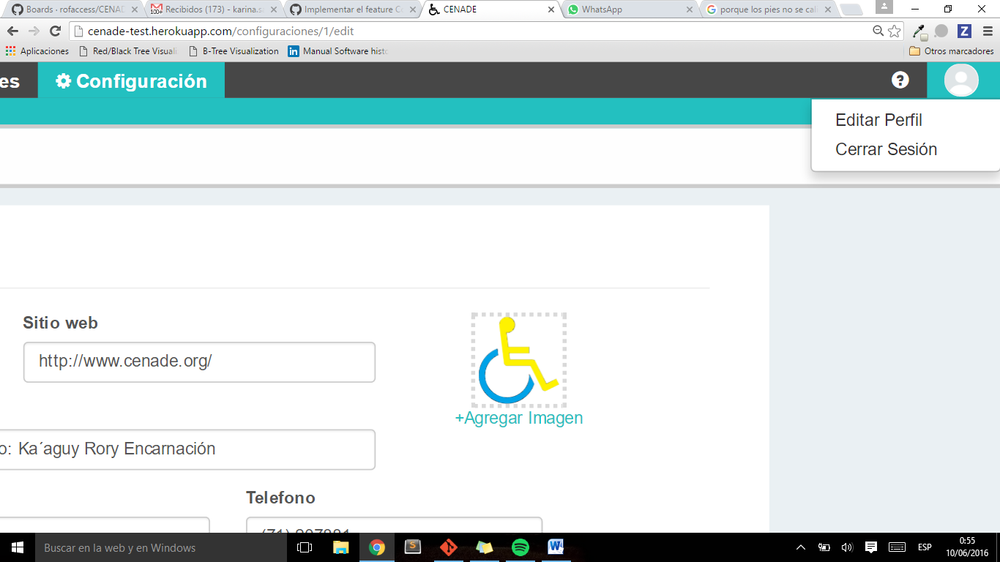 Boards · rofaccess/CENAD
Recibidos (173) - karina.s
Implementar el feature Co
CENADE
WhatsApp
porque los pies no se cal
cenade-test.herokuapp.com/configuraciones/1/edit
Aplicaciones
Red/Black Tree Visuali
B-Tree Visualization
Manual Software histo
Otros marcadores
es
Configuración
?
Editar Perfil
Cerrar Sesión
Sitio web
http://www.cenade.org/
+Agregar Imagen
o: Ka´aguy Rory Encarnación
Telefono
Buscar en la web y en Windows
ESP
0:55
10/06/2016